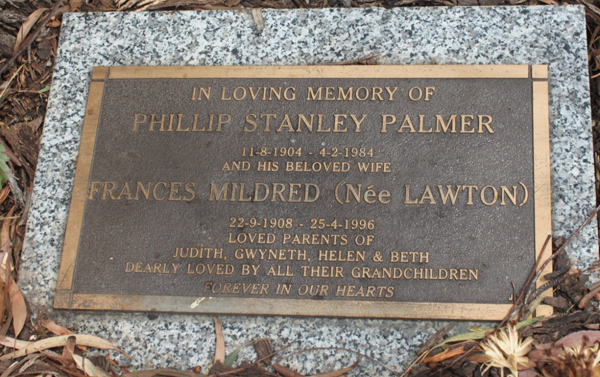 IN LOVING MEMORY OF
PHILLIP STANLEY PALMER
11-8-1904 - 4-2-1984
AND HIS BELOVED WIFE
FRANCES MILDRED (Née LAWTON)
22-9-1908 - 25-4-1996
LOVED PARENTS OF
JUDITH, GWYNETH, HELEN & BETH
DEARLY LOVED BY ALL THEIR GRANDCHILDREN
FOREVER IN OUR HEARTS